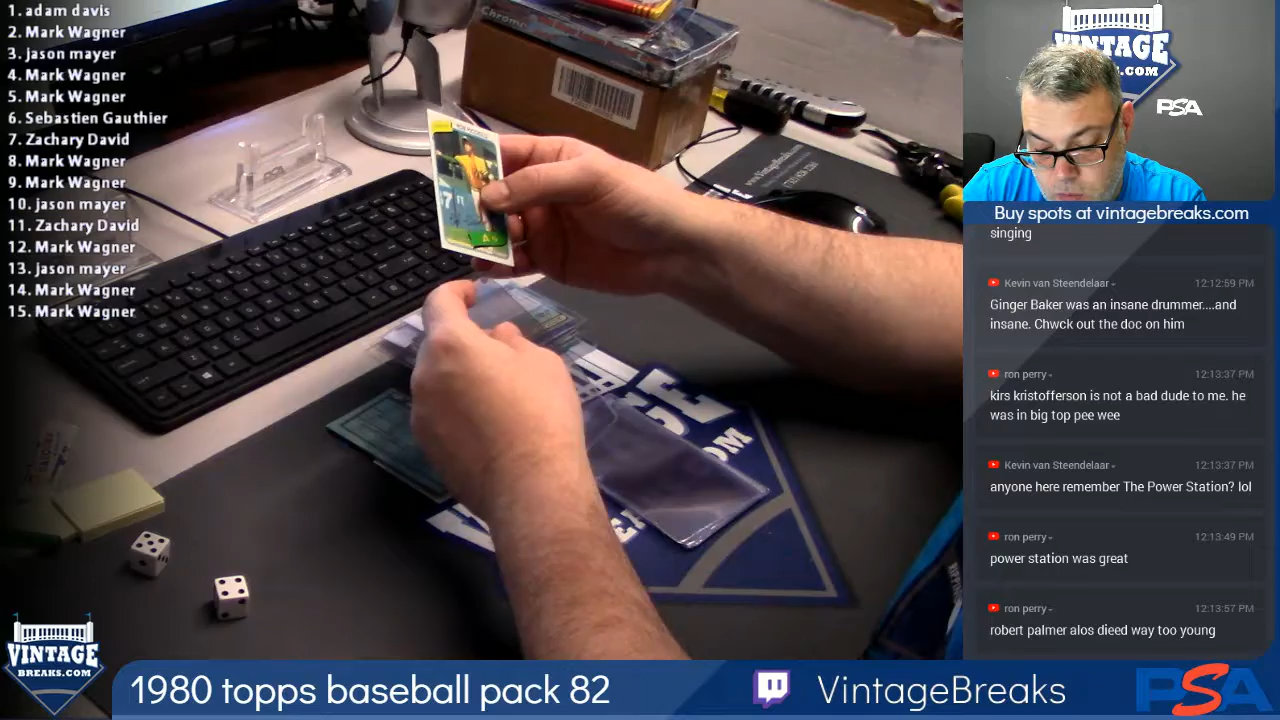 1. adam davis
2. Mark Wagner
3. jason mayer
4. Mark Wagner
5. Mark Wagner
6. Sebastien Gauthier
7. Zachary David
8. Mark Wagner
9. Mark Wagner
10. jason mayer
11. Zachary David
12. Mark Wagner
13. jason mayer
14. Mark Wagner
15. Mark Wagner
Chrome
VINTAGE
.COM
PSA
Buy spots at vintagebreaks.com
singing
Kevin van Steendelaar 12:12:59 PM
Ginger Baker was an insane drummer....and
insane. Chwck out the doc on him
ron perry 12:13:37 PM
kirs kristofferson is not a bad dude to me. he
was in big top pee wee
Kevin van Steendelaar 12:13:37 PM
anyone here remember The Power Station? lol
ron perry 12:13:49 PM
power station was great
ron perry 12:13:57 PM
robert palmer alos dieed way too young
VINTAGE
BREAKS.COM
1980 topps baseball pack 82
VintageBreaks
PSA